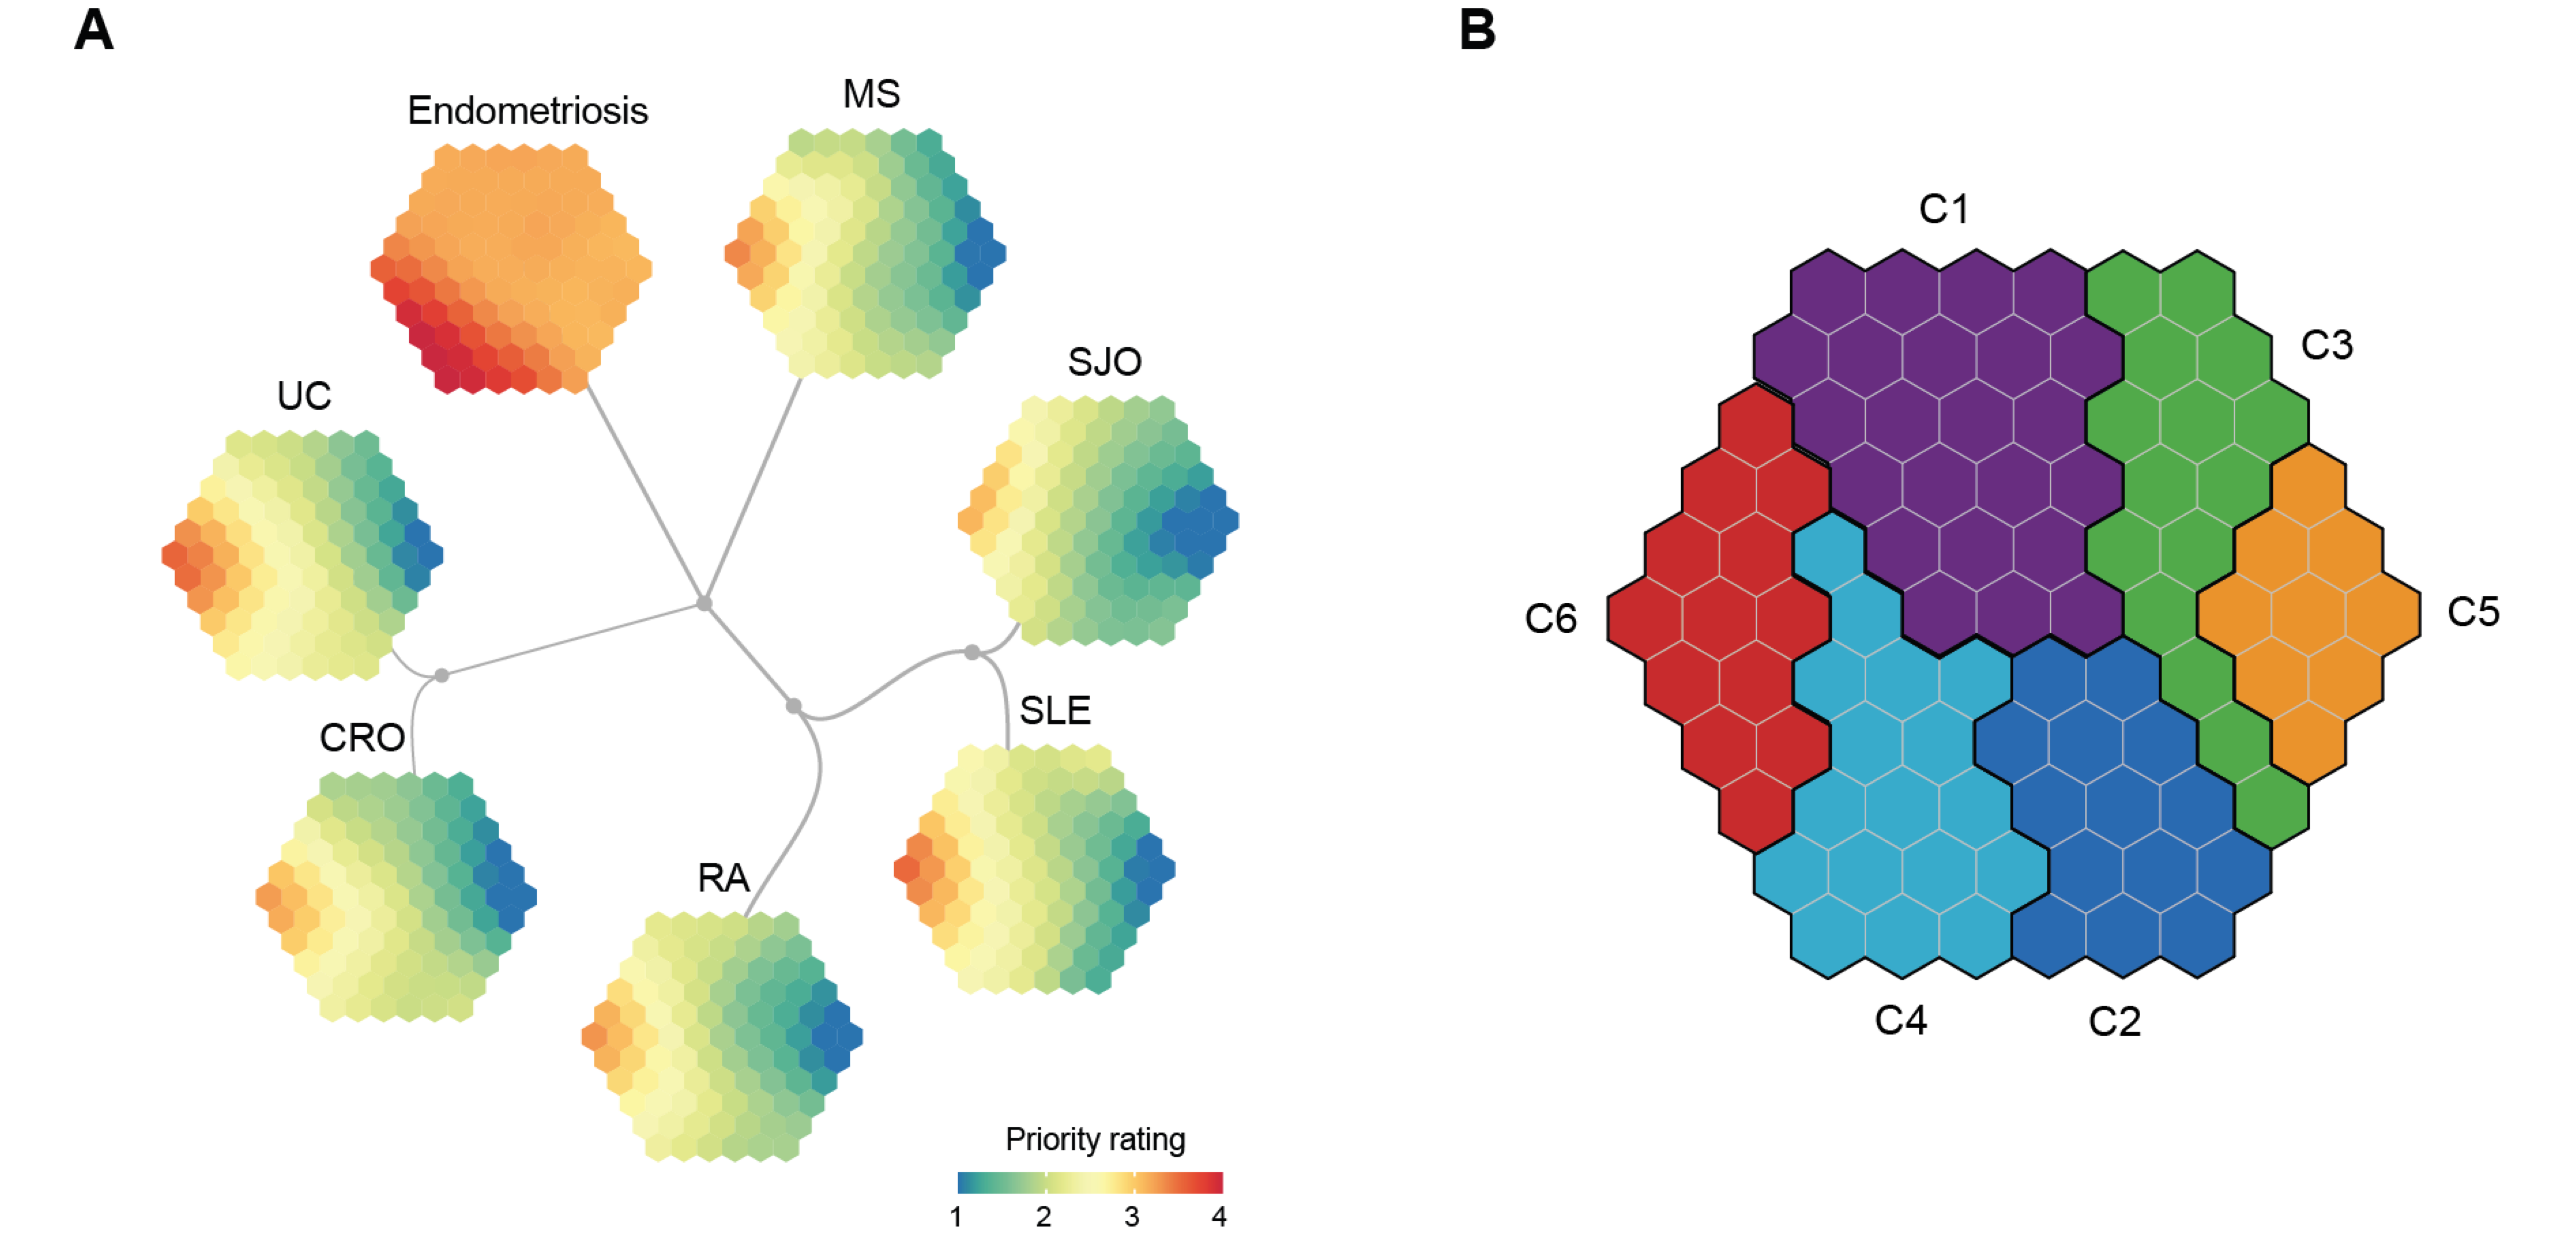 A
B
Endometriosis
MS
UC
SJO
CRO
SLE
RA
Priority rating
1 2 3 4
C1
C3
C6
C5
C4
C2